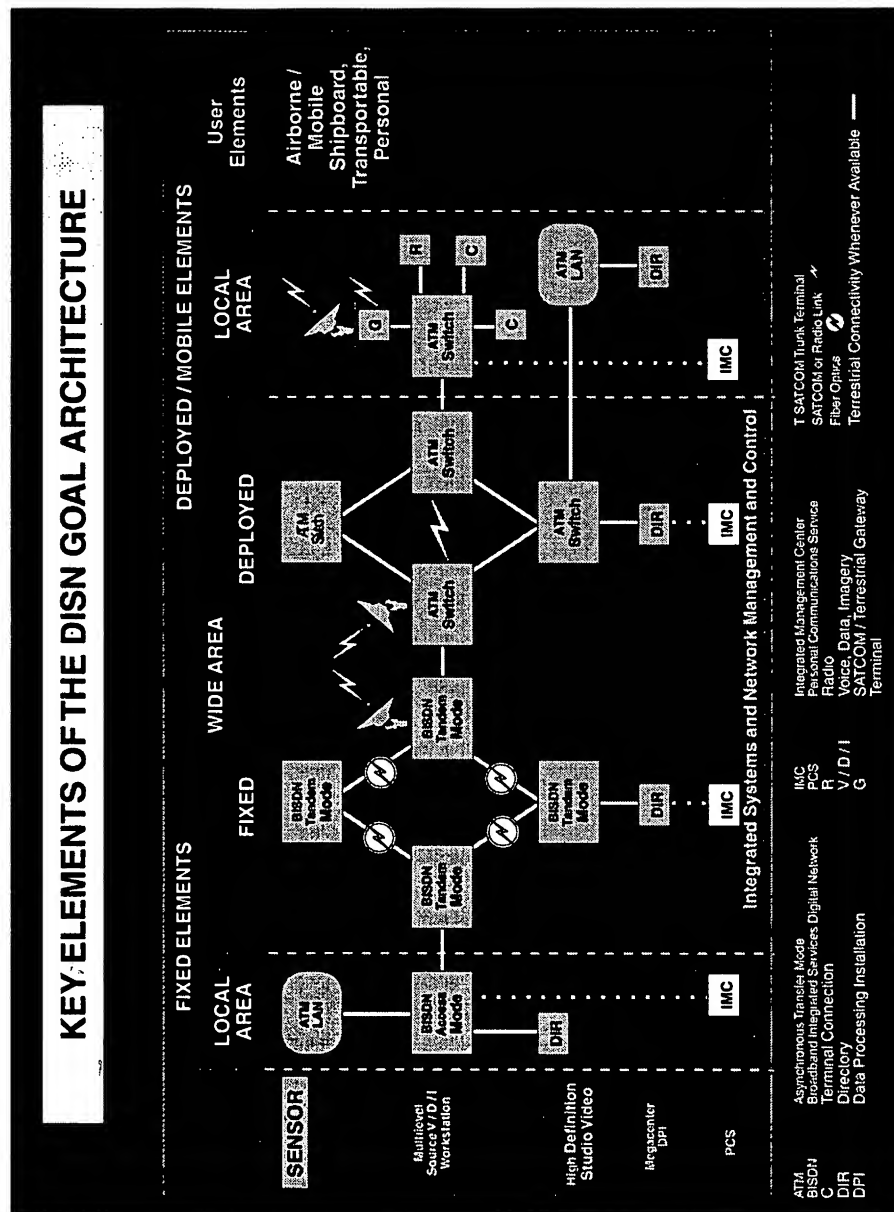 KEY ELEMENTS OF THE DISN GOAL ARCHITECTURE
FIXED ELEMENTS
DEPLOYED / MOBILE ELEMENTS
LOCAL
AREA
WIDE AREA
FIXED
DEPLOYED
LOCAL
AREA
User
Elements
SENSOR
Multilevel
Source V / D / I
Workstation
High Definition
Studio Video
Megacenter
DPI
PCS
ATM
LAN
BISDN
Access
Mode
DIR
IMC
BISDN
Tandem
Mode
BISDN
Tandem
Mode
BISDN
Tandem
Mode
BISDN
Tandem
Mode
DIR
IMC
ATM
ATM
Switch
ATM
Switch
ATM
Switch
DIR
IMC
G
R
ATM
Switch
C
C
ATM
LAN
DIR
IMC
Airborne /
Mobile
Shipboard,
Transportable,
Personal
Integrated Systems and Network Management and Control
ATM Asynchronous Transfer Mode
BISDN Broadband Integrated Services Digital Network
C Terminal Connection
DIR Directory
DPI Data Processing Installation
IMC Integrated Management Center
PCS Personal Communications Service
R Radio
V / D / I Voice, Data, Imagery
G SATCOM / Terrestrial Gateway
Terminal
T SATCOM Trunk Terminal
SATCOM or Radio Link
Fiber Optics
Terrestrial Connectivity Whenever Available